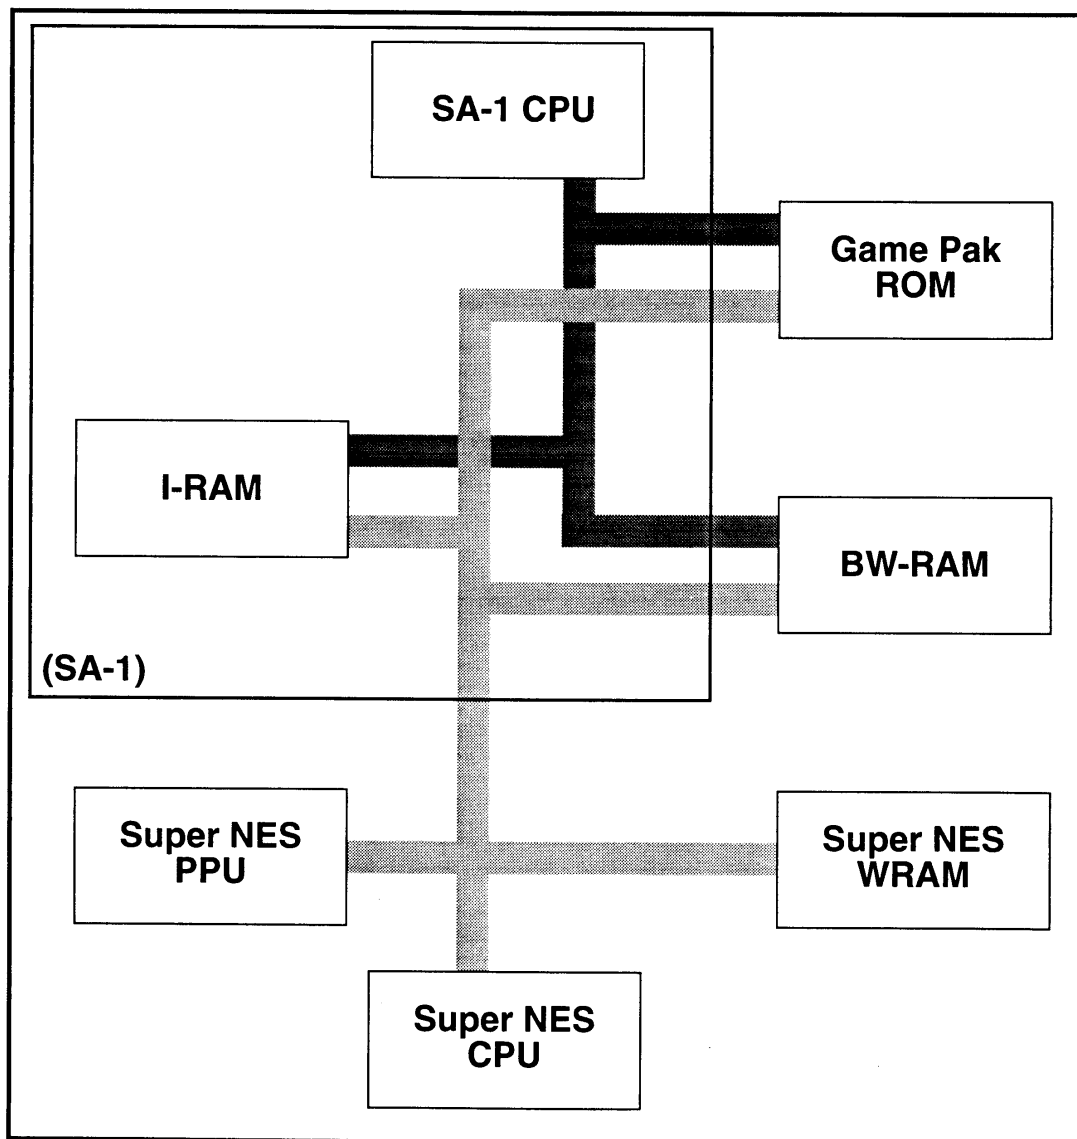 SA-1 CPU
Game Pak
ROM
I-RAM
BW-RAM
(SA-1)
Super NES
PPU
Super NES
WRAM
Super NES
CPU